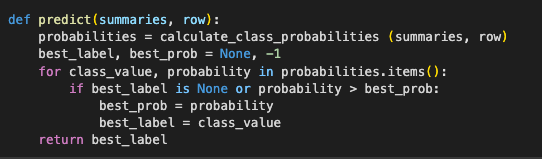 def predict(summaries, row):
    probabilities = calculate_class_probabilities (summaries, row)
    best_label, best_prob = None, -1
    for class_value, probability in probabilities.items():
        if best_label is None or probability > best_prob:
            best_prob = probability
            best_label = class_value
    return best_label